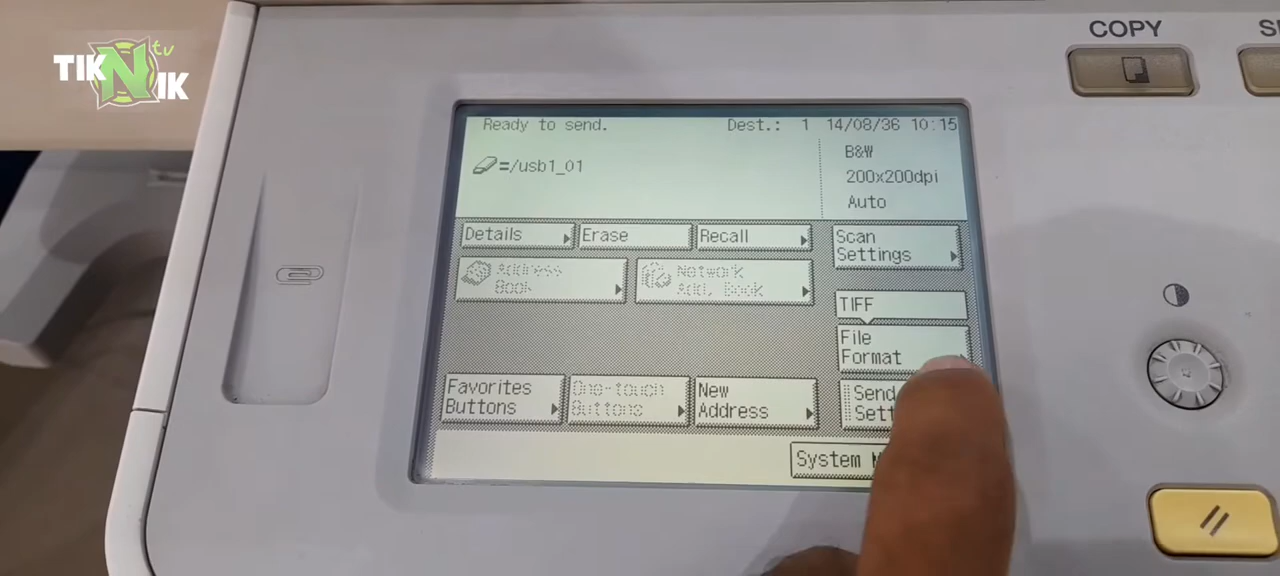 TIKNIK tv
COPY
Ready to send. Dest.: 1 14/08/36 10:15
=/usb1_01
B&W
200x200dpi
Auto
Details Erase Recall
Scan
Settings
Address
Book
Network
Add. Book
TIFF
File
Format
Favorites
Buttons
One-touch
Buttons
New
Address
Send
System